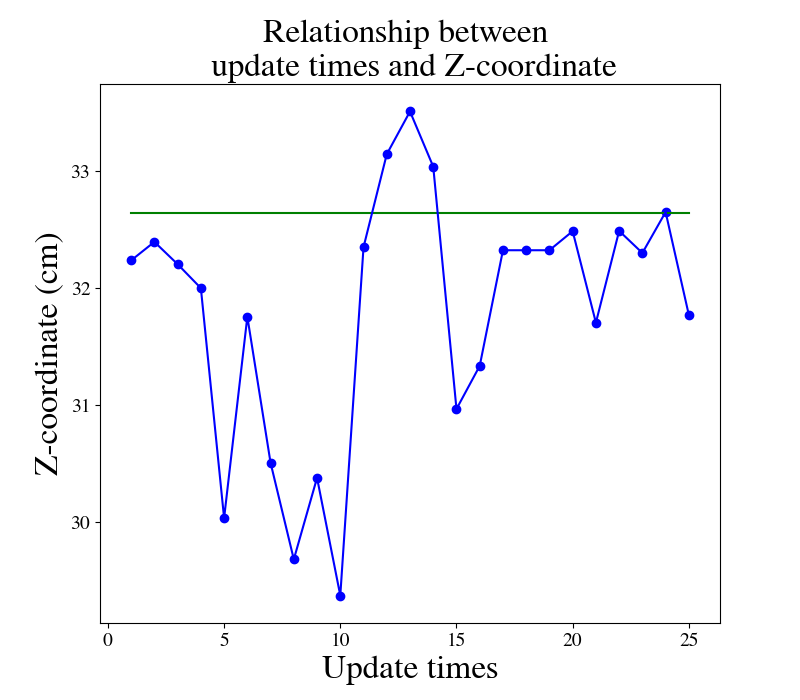 Relationship between
update times and Z-coordinate
Z-coordinate (cm)
33
32
31
30
0
5
10
15
20
25
Update times